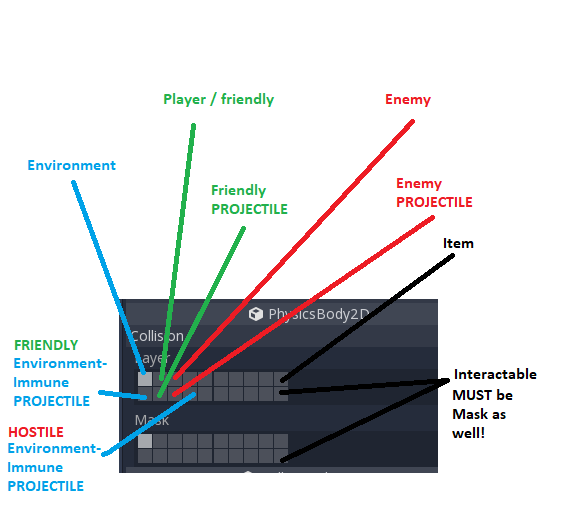 Player / friendly
Enemy
Environment
Friendly
PROJECTILE
Enemy
PROJECTILE
Item
PhysicsBody2D
Collision
Layer
FRIENDLY
Environment-
Immune
PROJECTILE
Interactable
MUST be
Mask as
well!
Mask
HOSTILE
Environment-
Immune
PROJECTILE